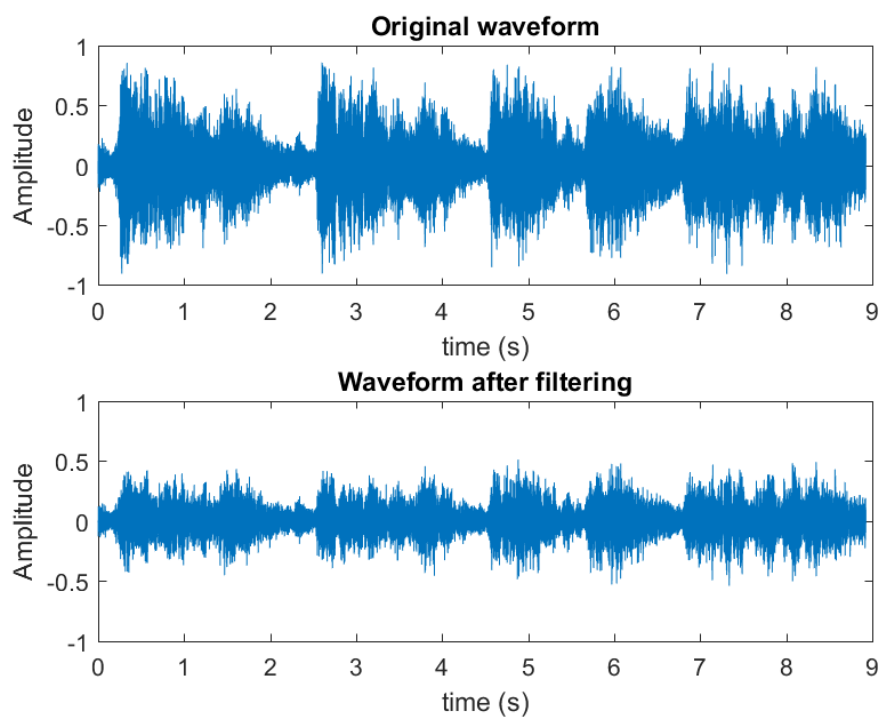 Original waveform
1
0.5
0
-0.5
-1
Amplitude
0 1 2 3 4 5 6 7 8 9
time (s)
Waveform after filtering
1
0.5
0
-0.5
-1
Amplitude
0 1 2 3 4 5 6 7 8 9
time (s)